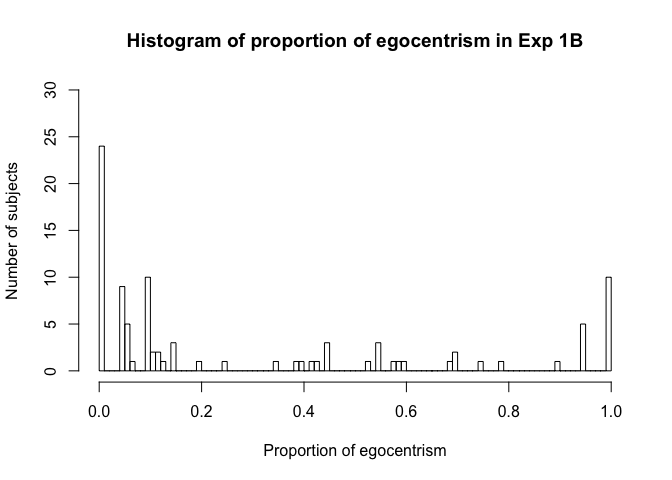 Histogram of proportion of egocentrism in Exp 1B
Number of subjects
30
25
20
15
10
5
0
0.0 0.2 0.4 0.6 0.8 1.0
Proportion of egocentrism